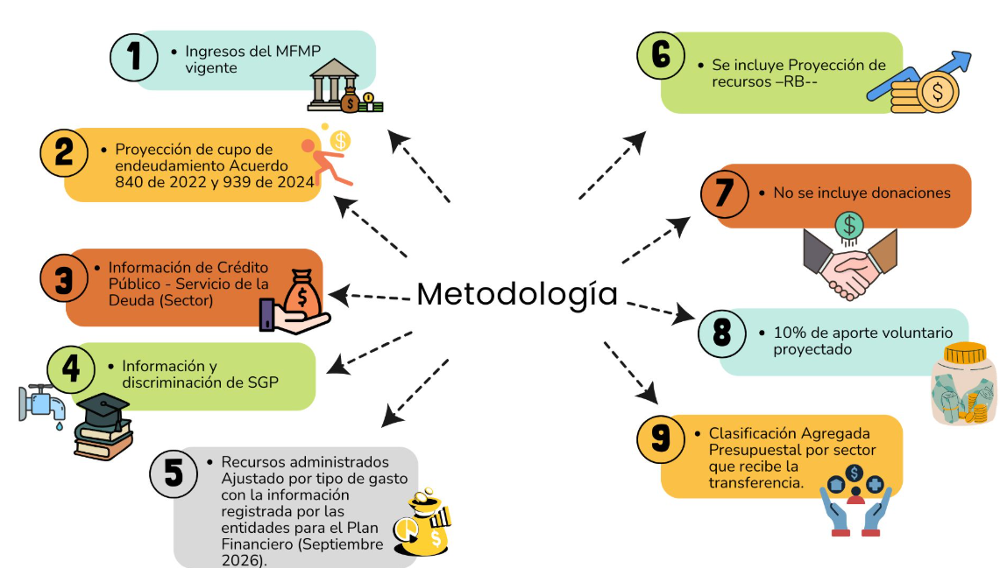 1
• Ingresos del MFMP
vigente
2
• Proyección de cupo de
endeudamiento Acuerdo
840 de 2022 y 939 de 2024
3
• Información de Crédito
Público - Servicio de la
Deuda (Sector)
4
• Información y
discriminación de SGP
5
• Recursos administrados
Ajustado por tipo de gasto
con la información
registrada por las
entidades para el Plan
Financiero (Septiembre
2026).
Metodología
6
• Se incluye Proyección de
recursos –RB--
7
• No se incluye donaciones
8
• 10% de aporte voluntario
proyectado
9
• Clasificación Agregada
Presupuestal por sector
que recibe la
transferencia.